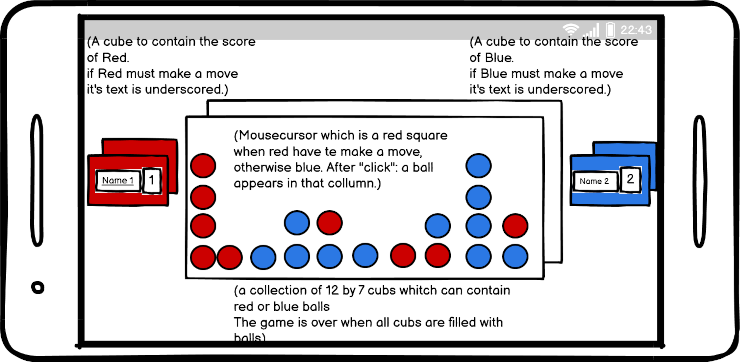 22:43
(A cube to contain the score
of Red.
if Red must make a move
it's text is underscored.)
(A cube to contain the score
of Blue.
if Blue must make a move
it's text is underscored.)
(Mousecursor which is a red square
when red have te make a move,
otherwise blue. After "click": a ball
appears in that collumn.)
Name 1
1
Name 2
2
(a collection of 12 by 7 cubs whitch can contain
red or blue balls
The game is over when all cubs are filled with
balls)